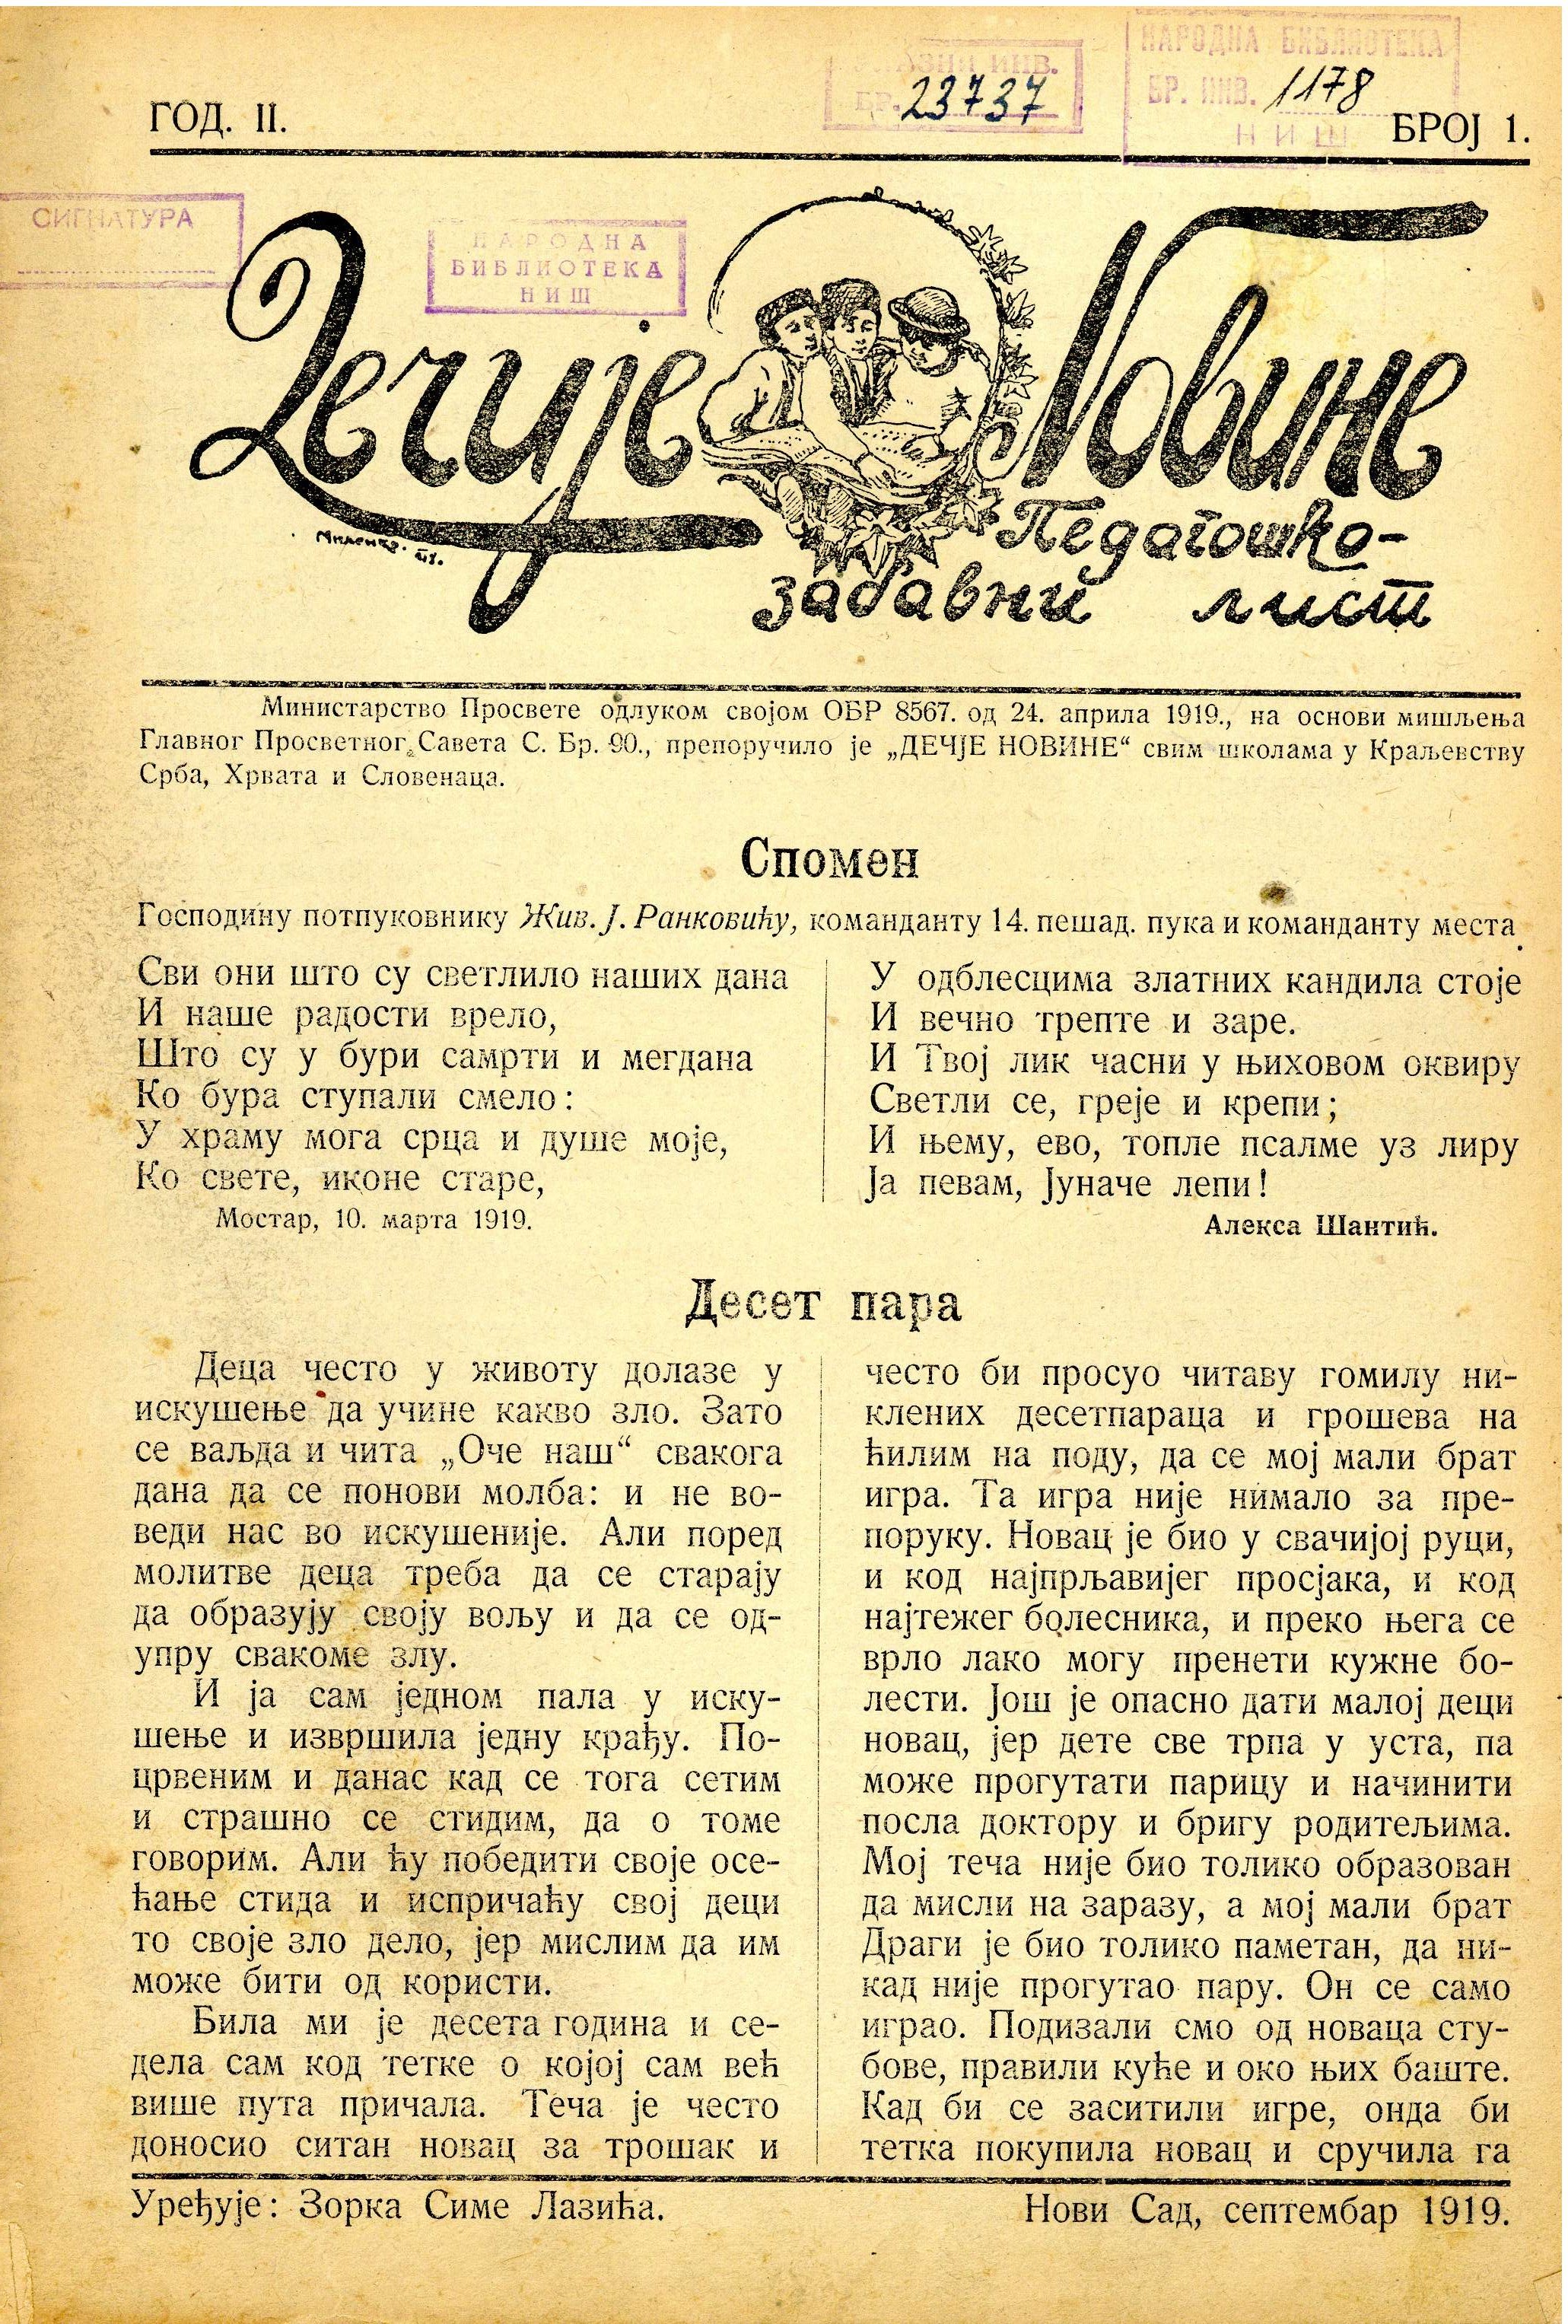 ГОД. II.
23737
НАРОДНА БИБЛИОТЕКА
БР. ИНВ. 1178
НИШ
БРОЈ 1.
СИГНАТУРА
НАРОДНА
БИБЛИОТЕКА
НИШ
Дечије Новине
Педагошко-
забавни лист
Министарство Просвете одлуком својом ОБР 8567. од 24. априла 1919., на основи мишљења
Главног Просветног Савета С. Бр. 90., препоручило је „ДЕЧЈЕ НОВИНЕ“ свим школама у Краљевству
Срба, Хрвата и Словенаца.
Спомен
Господину потпуковнику Жив. Ј. Ранковићу, команданту 14. пешад. пука и команданту места
Сви они што су светлило наших дана
И наше радости врело,
Што су у бури самрти и мегдана
Ко бура ступали смело:
У храму мога срца и душе моје,
Ко свете, иконе старе,
Мостар, 10. марта 1919.
У одблесцима златних кандила стоје
И вечно трепте и заре.
И Твој лик часни у њиховом оквиру
Светли се, греје и крепи;
И њему, ево, топле псалме уз лиру
Ја певам, Јуначе лепи!
Алекса Шантић.
Десет пара
Деца често у животу долазе у
искушење да учине какво зло. Зато
се ваљда и чита „Оче наш“ свакога
дана да се понови молба: и не во-
веди нас во искушеније. Али поред
молитве деца треба да се старају
да образују своју вољу и да се од-
упру свакоме злу.
И ја сам једном пала у иску-
шење и извршила једну крађу. По-
црвеним и данас кад се тога сетим
и страшно се стидим, да о томе
говорим. Али ћу победити своје осе-
ћање стида и испричаћу свој деци
то своје зло дело, јер мислим да им
може бити од користи.
Била ми је десета година и се-
дела сам код тетке о којој сам већ
више пута причала. Теча је често
доносио ситан новац за трошак и
често би просуо читаву гомилу ни-
клених десетпараца и грошева на
ћилим на поду, да се мој мали брат
игра. Та игра није нимало за пре-
поруку. Новац је био у свачијој руци,
и код најпрљавијег просјака, и код
најтежег болесника, и преко њега се
врло лако могу пренети кужне бо-
лести. Још је опасно дати малој деци
новац, јер дете све трпа у уста, па
може прогутати парицу и начинити
посла доктору и бригу родитељима.
Мој теча није био толико образован
да мисли на заразу, а мој мали брат
Драги је био толико паметан, да ни-
кад није прогутао пару. Он се само
играо. Подизали смо од новаца сту-
бове, правили куће и око њих баште.
Кад би се заситили игре, онда би
тетка покупила новац и сручила га
Уређује: Зорка Симе Лазића.
Нови Сад, септембар 1919.